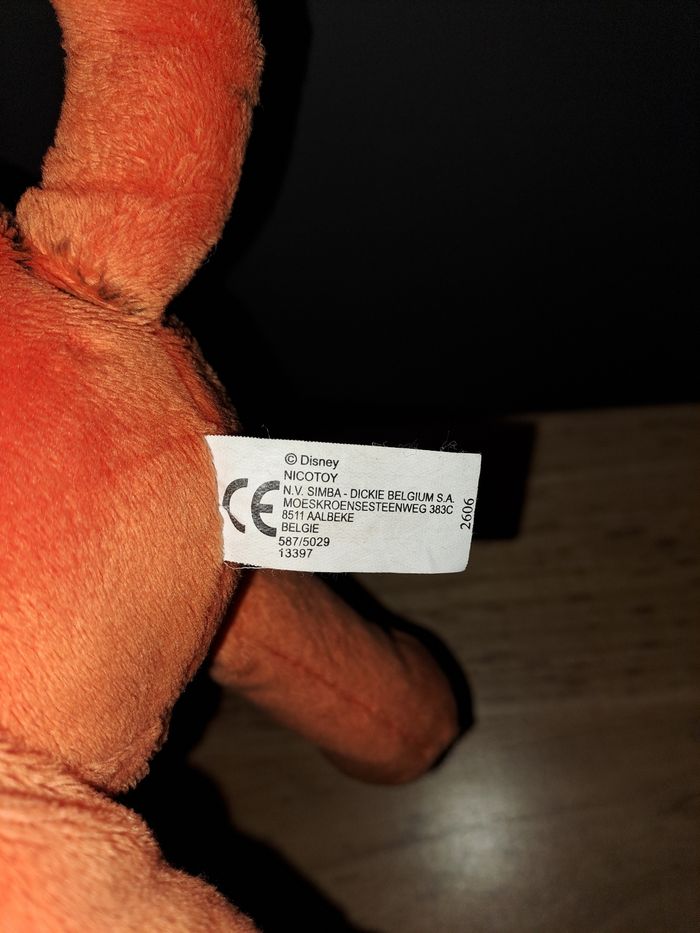 © Disney
NICOTOY
N.V. SIMBA - DICKIE BELGIUM S.A.
MOESKROENSESTEENWEG 383C
8511 AALBEKE
BELGIE
587/5029
13397
CE
2606